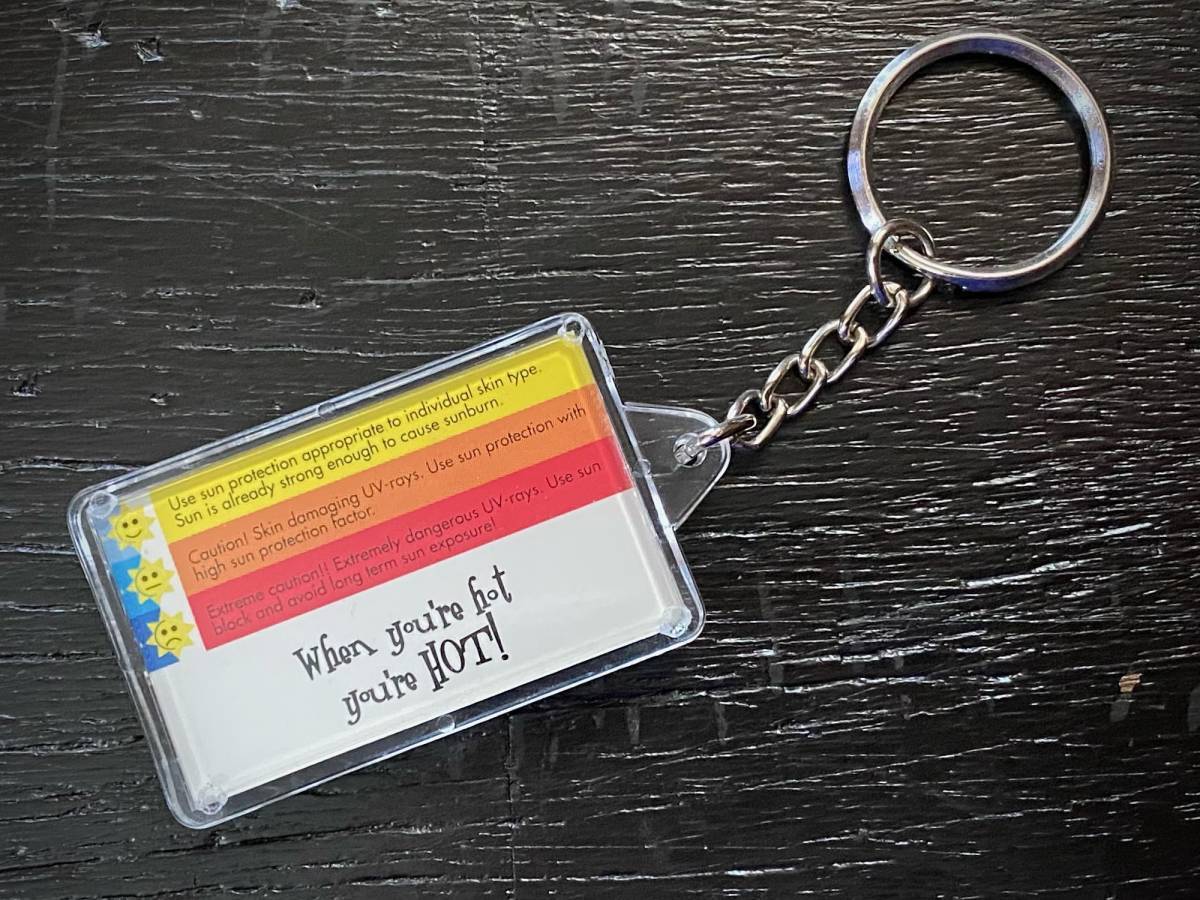 Use sun protection appropriate to individual skin type.
Sun is already strong enough to cause sunburn.
Caution! Skin damaging UV-rays. Use sun protection with
high sun protection factor.
Extreme caution!! Extremely dangerous UV-rays. Use sun
block and avoid long term sun exposure!
When you're hot
you're HOT!